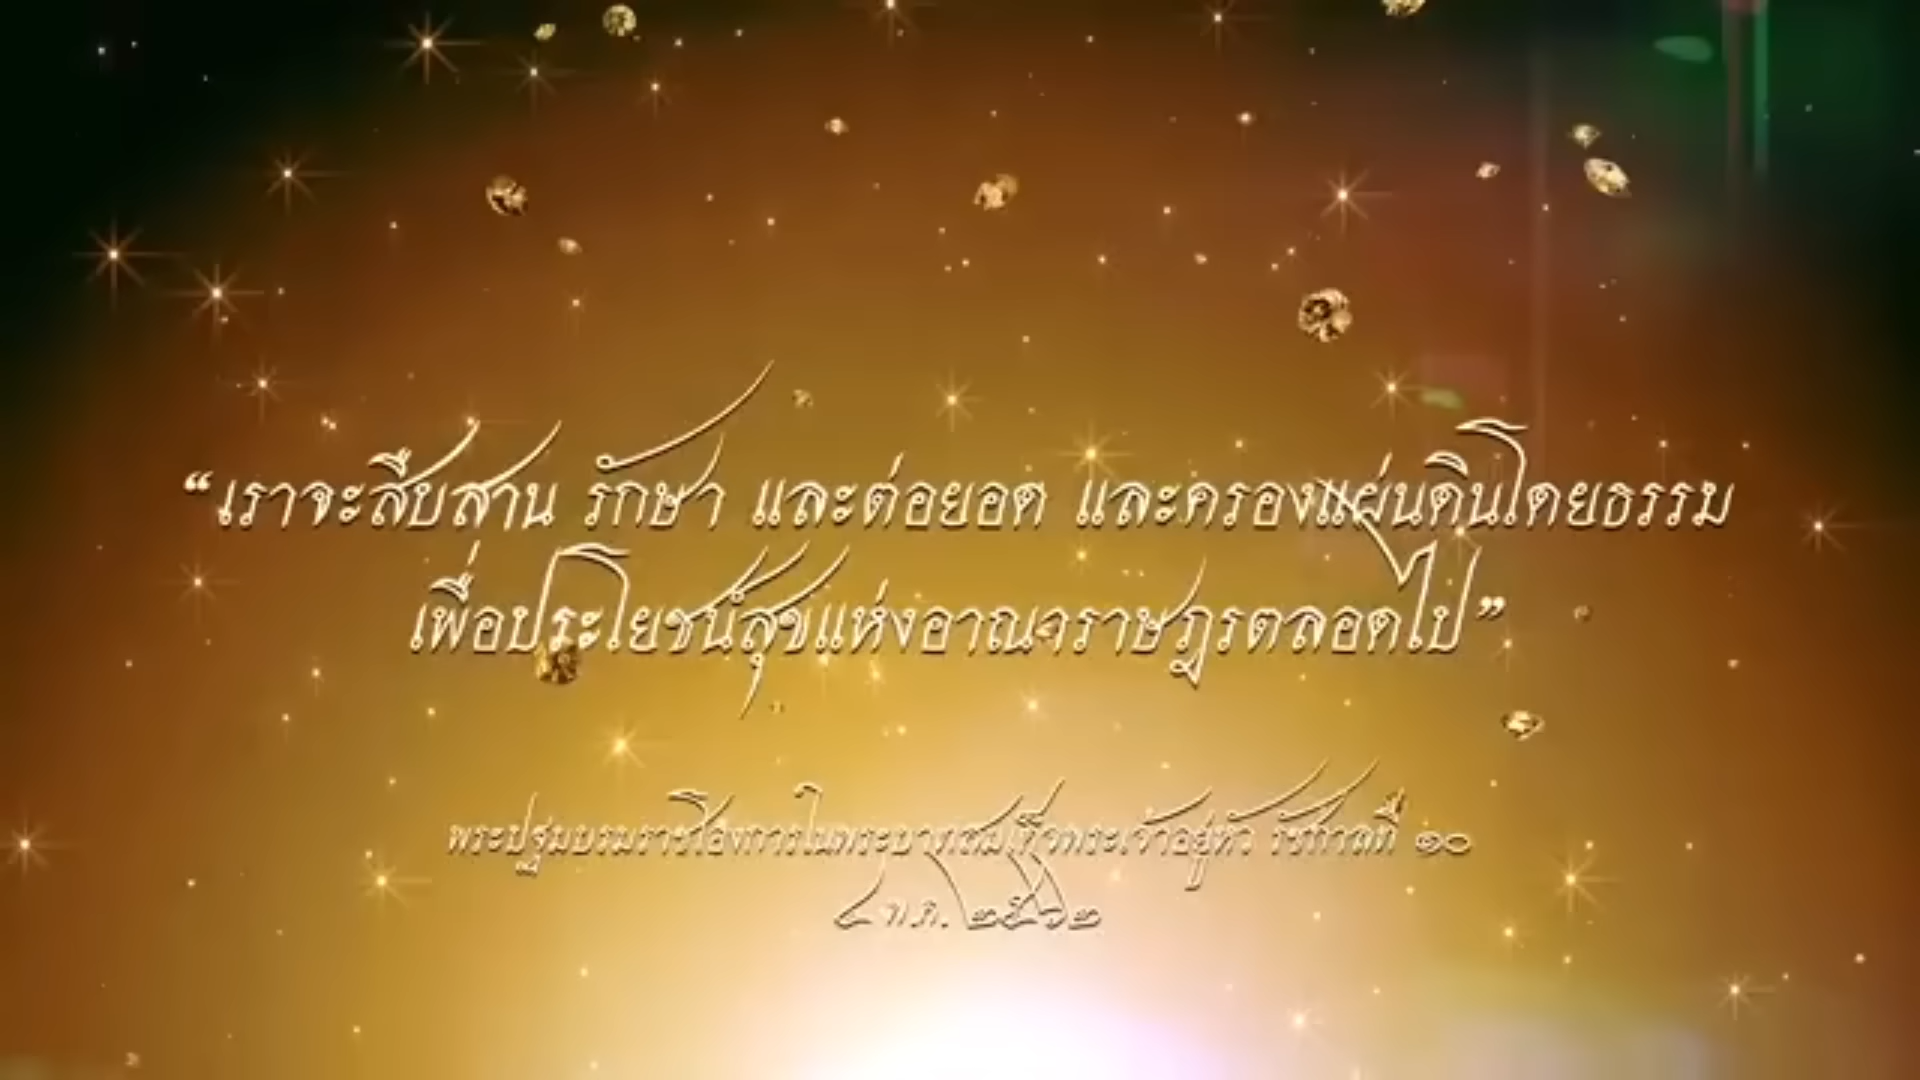 “เราจะสืบสาน รักษา และต่อยอด และครองแผ่นดินโดยธรรม
เพื่อประโยชน์สุขแห่งอาณาราษฎรตลอดไป”
พระปฐมบรมราชโองการในพระบาทสมเด็จพระเจ้าอยู่หัว รัชกาลที่ ๑๐
๔ พ.ค. ๒๕๖๒